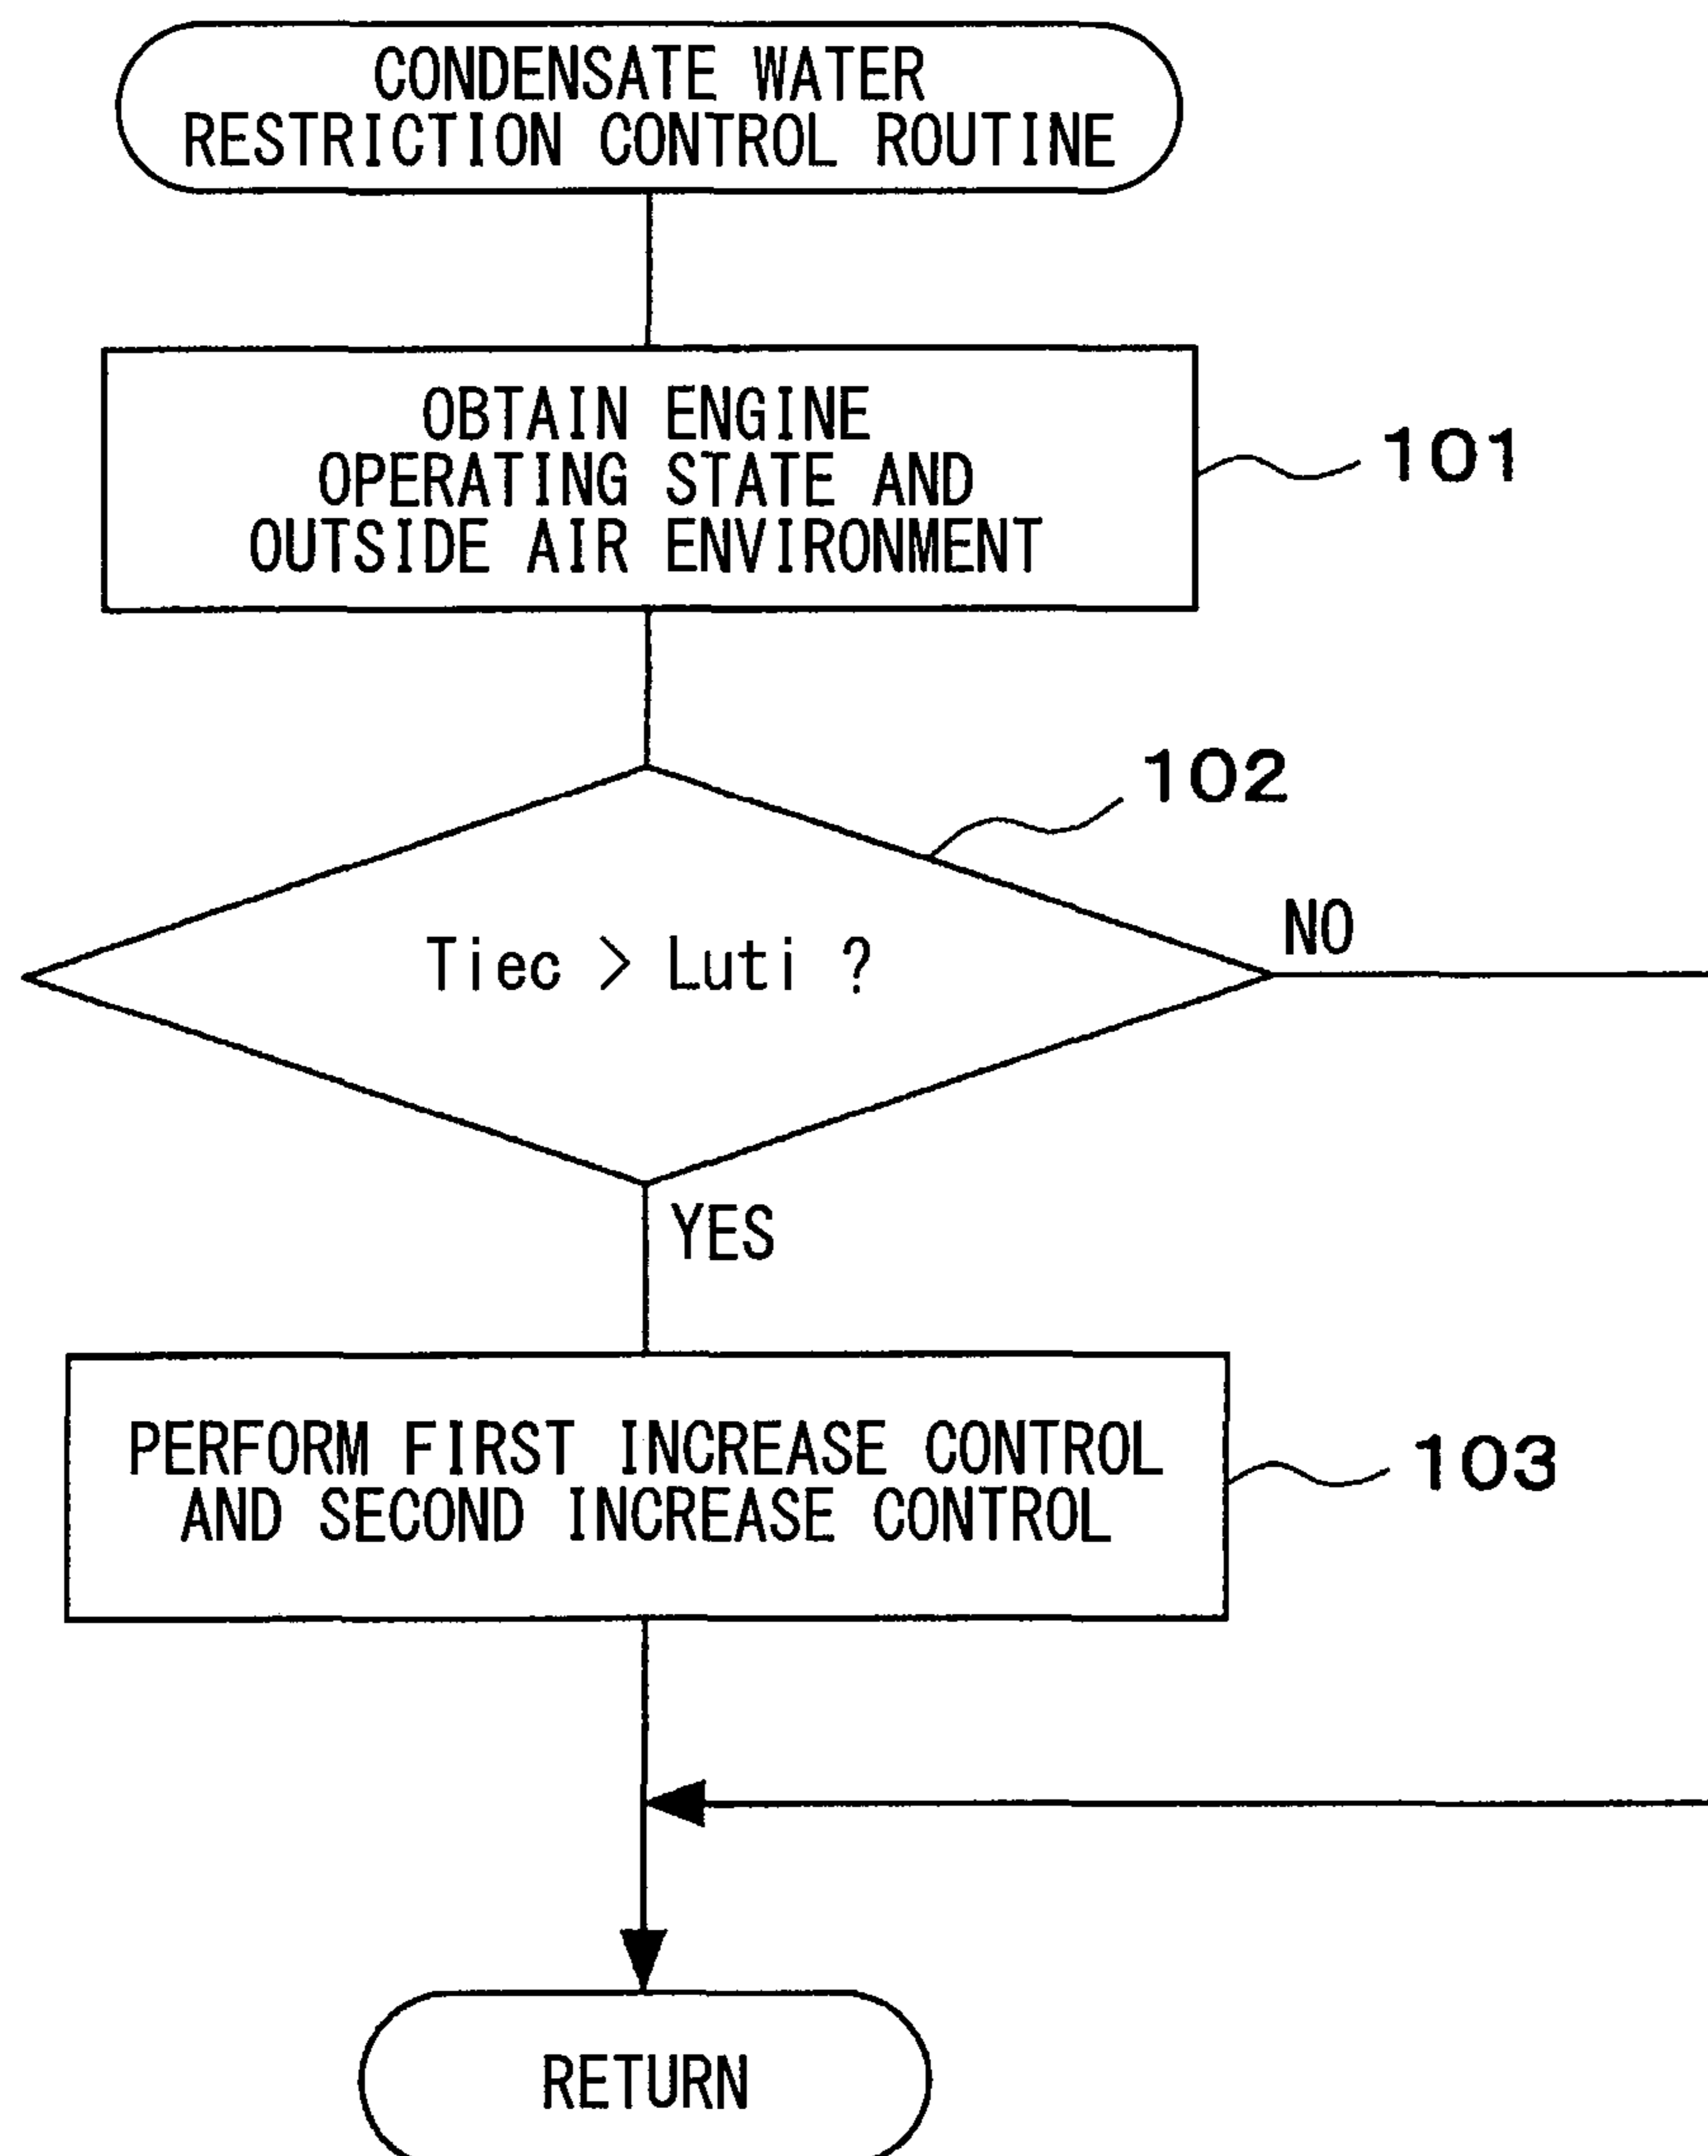 CONDENSATE WATER
RESTRICTION CONTROL ROUTINE
OBTAIN ENGINE
OPERATING STATE AND
OUTSIDE AIR ENVIRONMENT
101
102
Tiec > Luti ?
NO
YES
PERFORM FIRST INCREASE CONTROL
AND SECOND INCREASE CONTROL
103
RETURN